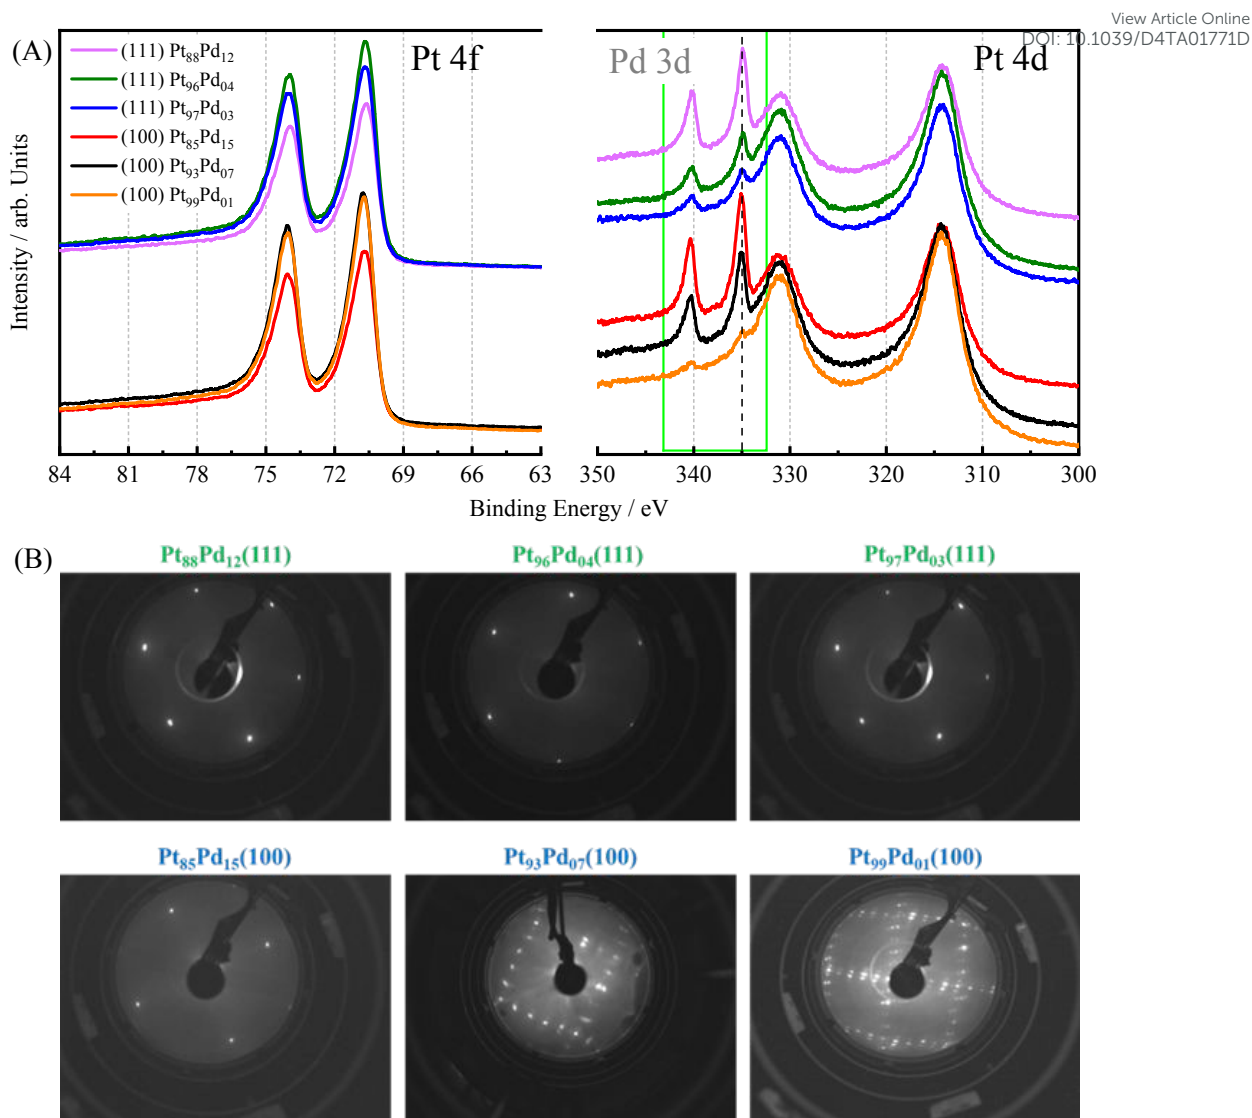 View Article Online
DOI: 10.1039/D4TA01771D
(A)
(111) Pt₈₈Pd₁₂
(111) Pt₉₆Pd₀₄
(111) Pt₉₇Pd₀₃
(100) Pt₈₅Pd₁₅
(100) Pt₉₃Pd₀₇
(100) Pt₉₉Pd₀₁
Pt 4f
Pd 3d
Pt 4d
Intensity / arb. Units
84 81 78 75 72 69 66 63
350 340 330 320 310 300
Binding Energy / eV
(B)
Pt₈₈Pd₁₂(111)
Pt₉₆Pd₀₄(111)
Pt₉₇Pd₀₃(111)
Pt₈₅Pd₁₅(100)
Pt₉₃Pd₀₇(100)
Pt₉₉Pd₀₁(100)